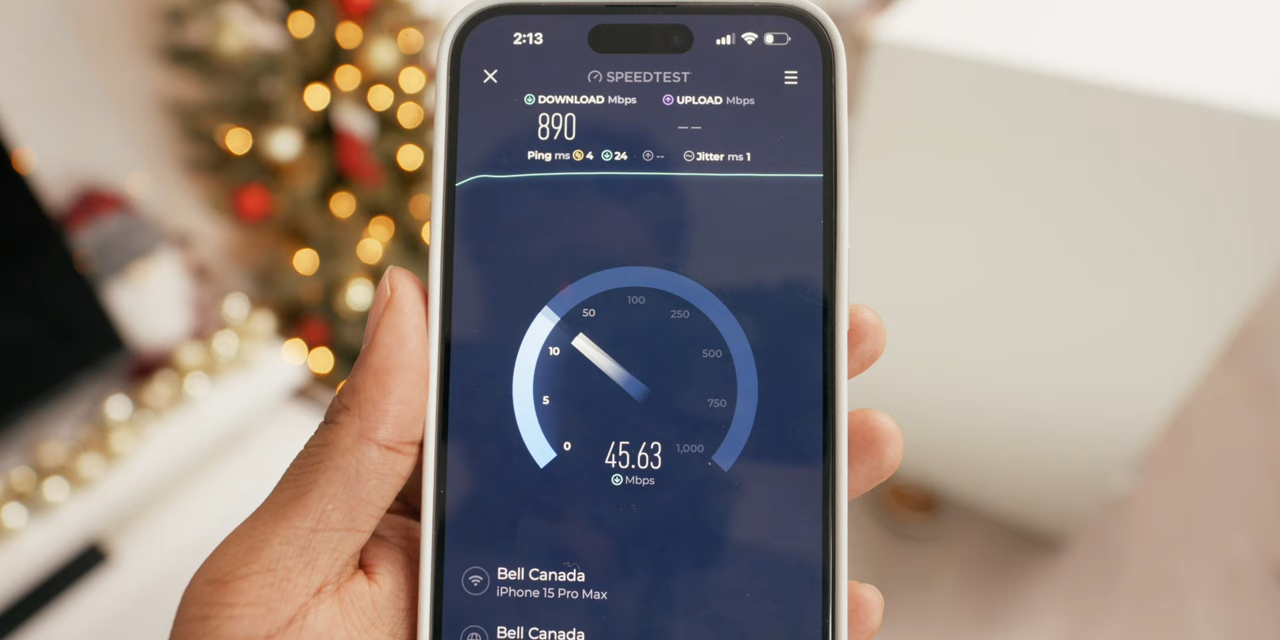 2:13
SPEEDTEST
DOWNLOAD Mbps UPLOAD Mbps
890 --
Ping ms 4 24 -- Jitter ms 1
100
50 250
10 500
5 750
0 1,000
45.63
Mbps
Bell Canada
iPhone 15 Pro Max
Bell Canada